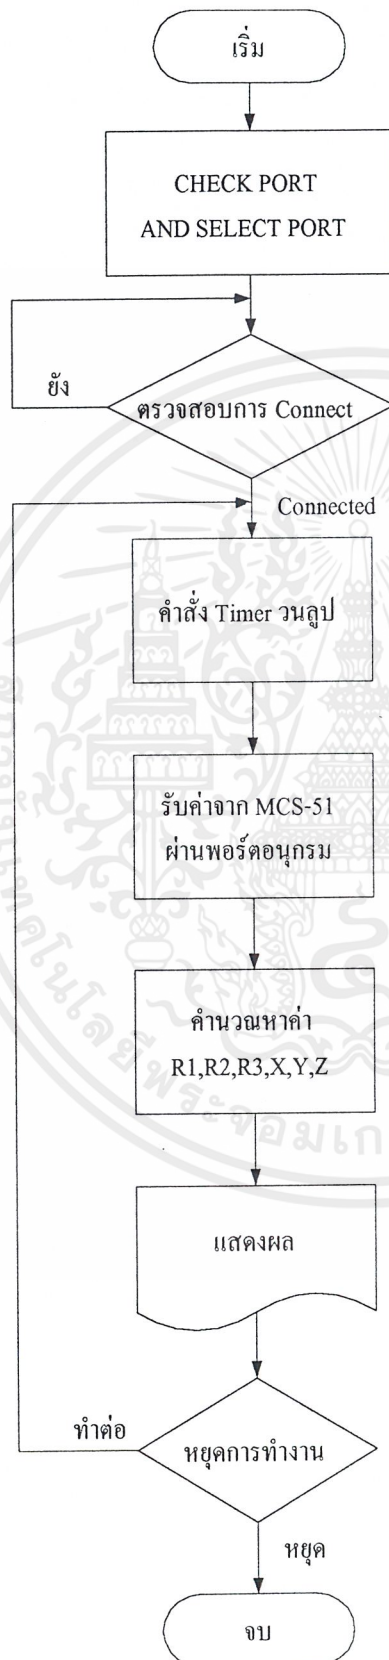 เริ่ม
CHECK PORT
AND SELECT PORT
ยัง
ตรวจสอบการ Connect
Connected
คำสั่ง Timer วนลูป
รับค่าจาก MCS-51
ผ่านพอร์ตอนุกรม
คำนวณหาค่า
R1,R2,R3,X,Y,Z
แสดงผล
ทำต่อ
หยุดการทำงาน
หยุด
จบ